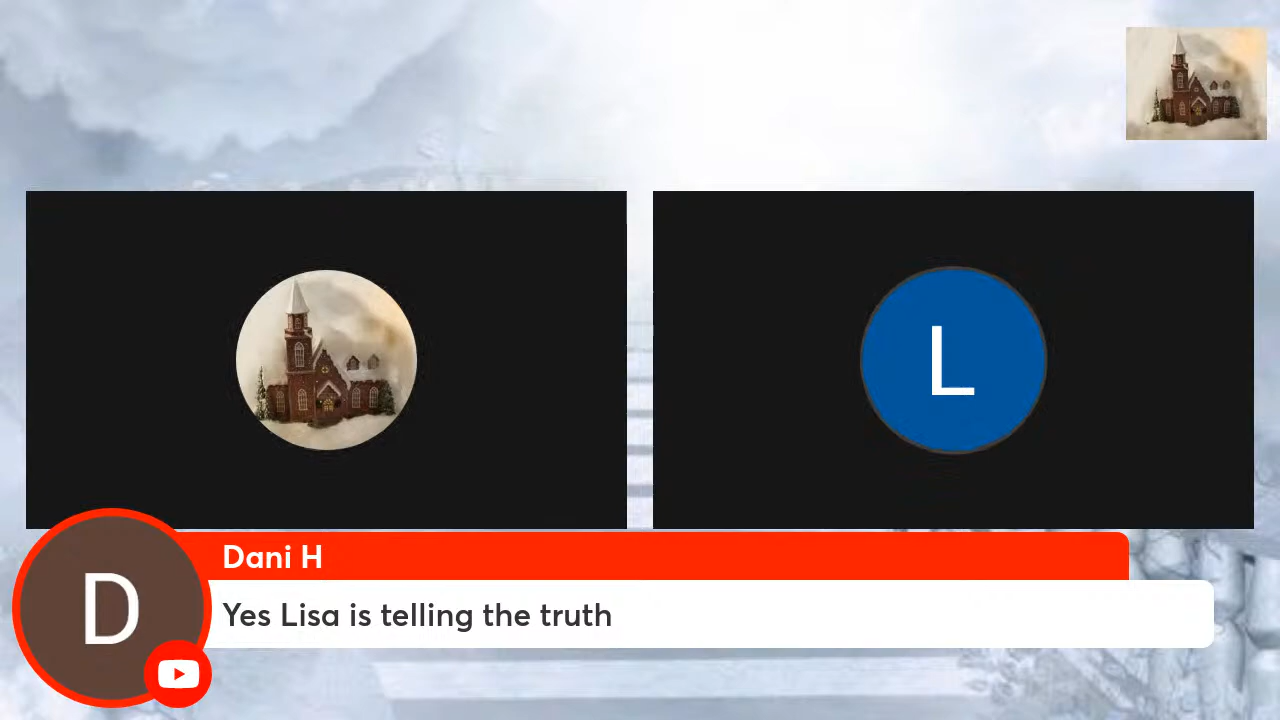 L
D
Dani H
Yes Lisa is telling the truth